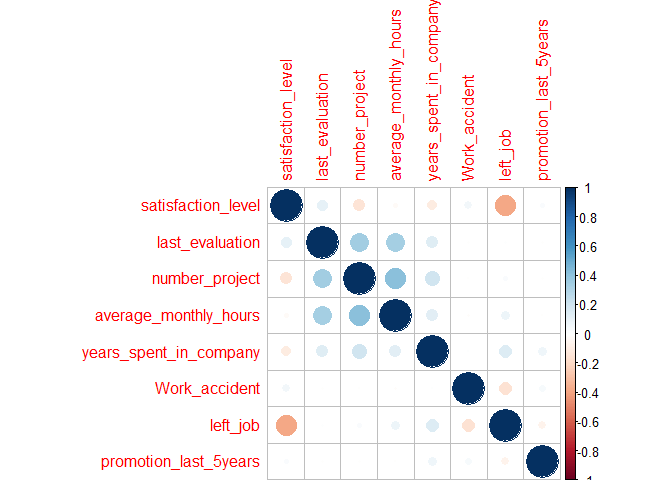 satisfaction_level
last_evaluation
number_project
average_monthly_hours
years_spent_in_company
Work_accident
left_job
promotion_last_5years
satisfaction_level
last_evaluation
number_project
average_monthly_hours
years_spent_in_company
Work_accident
left_job
promotion_last_5years
1
0.8
0.6
0.4
0.2
0
-0.2
-0.4
-0.6
-0.8
-1